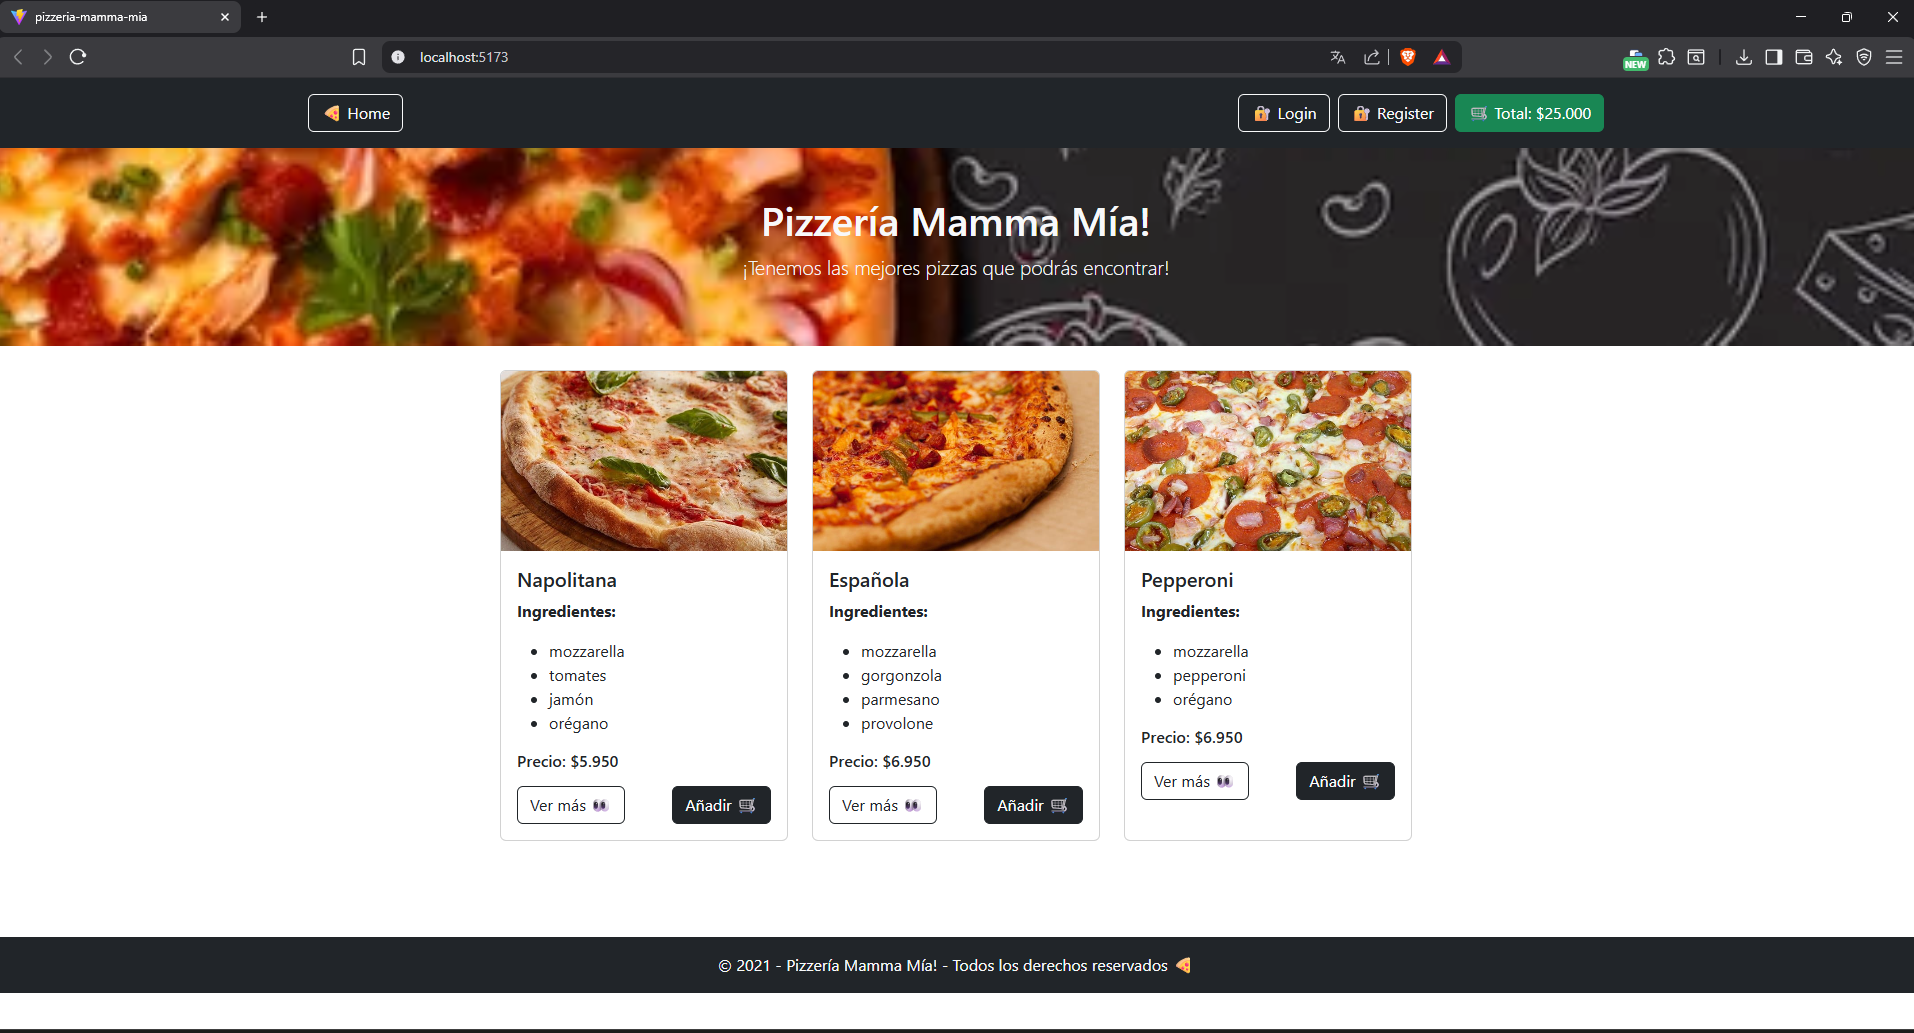 pizzeria-mamma-mia
localhost:5173
NEW
Home
Login
Register
Total: $25.000
Pizzería Mamma Mía!
¡Tenemos las mejores pizzas que podrás encontrar!
Napolitana
Ingredientes:
mozzarella
tomates
jamón
orégano
Precio: $5.950
Ver más
Añadir
Española
Ingredientes:
mozzarella
gorgonzola
parmesano
provolone
Precio: $6.950
Ver más
Añadir
Pepperoni
Ingredientes:
mozzarella
pepperoni
orégano
Precio: $6.950
Ver más
Añadir
© 2021 - Pizzería Mamma Mía! - Todos los derechos reservados